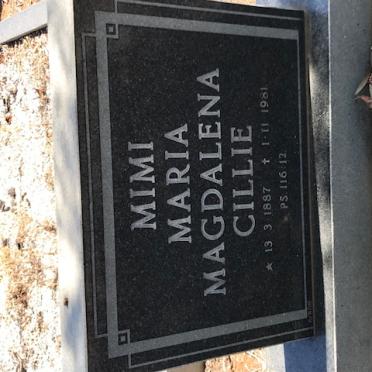 MIMI
MARIA
MAGDALENA
CILLIE
★ 13 3 1887 ✝ 1·11 1981
PS. 116:12